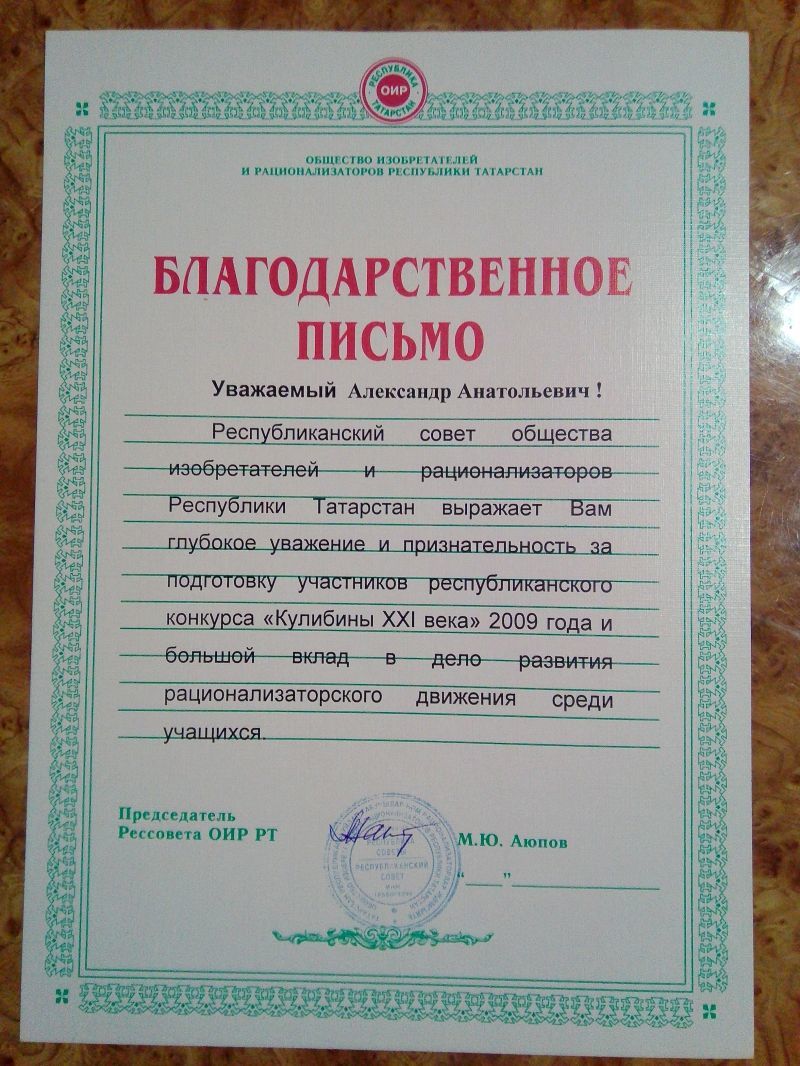 РЕСПУБЛИКА
ОИР
ТАТАРСТАН
ОБЩЕСТВО ИЗОБРЕТАТЕЛЕЙ
И РАЦИОНАЛИЗАТОРОВ РЕСПУБЛИКИ ТАТАРСТАН
БЛАГОДАРСТВЕННОЕ
ПИСЬМО
Уважаемый Александр Анатольевич !
Республиканский совет общества
изобретателей и рационализаторов
Республики Татарстан выражает Вам
глубокое уважение и признательность за
подготовку участников республиканского
конкурса «Кулибины XXI века» 2009 года и
большой вклад в дело развития
рационализаторского движения среди
учащихся.
Председатель
Рессовета ОИР РТ
М.Ю. Аюпов
“____”
РЕСПУБЛИКАНСКИЙ
СОВЕТ